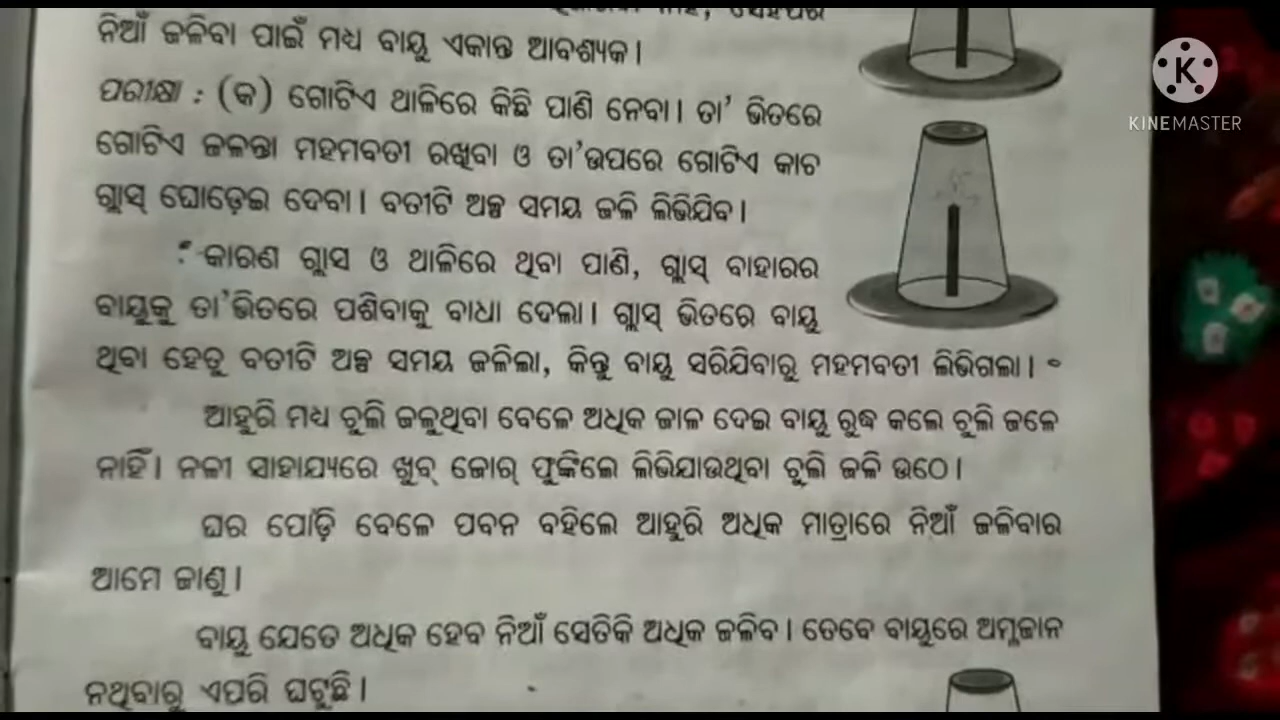 ନିଆଁ ଜଳିବା ପାଇଁ ମଧ୍ୟ ବାୟୁ ଏକାନ୍ତ ଆବଶ୍ୟକ।
ପରୀକ୍ଷା : (କ) ଗୋଟିଏ ଥାଳିରେ କିଛି ପାଣି ନେବା। ତା' ଭିତରେ
ଗୋଟିଏ ଜଳନ୍ତା ମହମବତୀ ରଖିବା ଓ ତା'ଉପରେ ଗୋଟିଏ କାଚ
ଗ୍ଲାସ୍ ଘୋଡ଼େଇ ଦେବା। ବତୀଟି ଅଳ୍ପ ସମୟ ଜଳି ଲିଭିଯିବ।
କାରଣ ଗ୍ଲାସ ଓ ଥାଳିରେ ଥିବା ପାଣି, ଗ୍ଲାସ୍ ବାହାରର
ବାୟୁକୁ ତା'ଭିତରେ ପଶିବାକୁ ବାଧା ଦେଲା। ଗ୍ଲାସ୍ ଭିତରେ ବାୟୁ
ଥିବା ହେତୁ ବତୀଟି ଅଳ୍ପ ସମୟ ଜଳିଲା, କିନ୍ତୁ ବାୟୁ ସରିଯିବାରୁ ମହମବତୀ ଲିଭିଗଲା।
ଆହୁରି ମଧ୍ୟ ଚୁଲି ଜଳୁଥିବା ବେଳେ ଅଧିକ ଜାଳ ଦେଇ ବାୟୁ ରୁଦ୍ଧ କଲେ ଚୁଲି ଜଳେ
ନାହିଁ। ନଳୀ ସାହାଯ୍ୟରେ ଖୁବ୍ ଜୋର୍ ଫୁଙ୍କିଲେ ଲିଭିଯାଉଥିବା ଚୁଲି ଜଳି ଉଠେ।
ଘର ପୋଡ଼ି ବେଳେ ପବନ ବହିଲେ ଆହୁରି ଅଧିକ ମାତ୍ରାରେ ନିଆଁ ଜଳିବାର
ଆମେ ଜାଣୁ।
ବାୟୁ ଯେତେ ଅଧିକ ହେବ ନିଆଁ ସେତିକି ଅଧିକ ଜଳିବ। ତେବେ ବାୟୁରେ ଅମ୍ଳଜାନ
ନଥିବାରୁ ଏପରି ଘଟୁଛି।
K
KINEMASTER